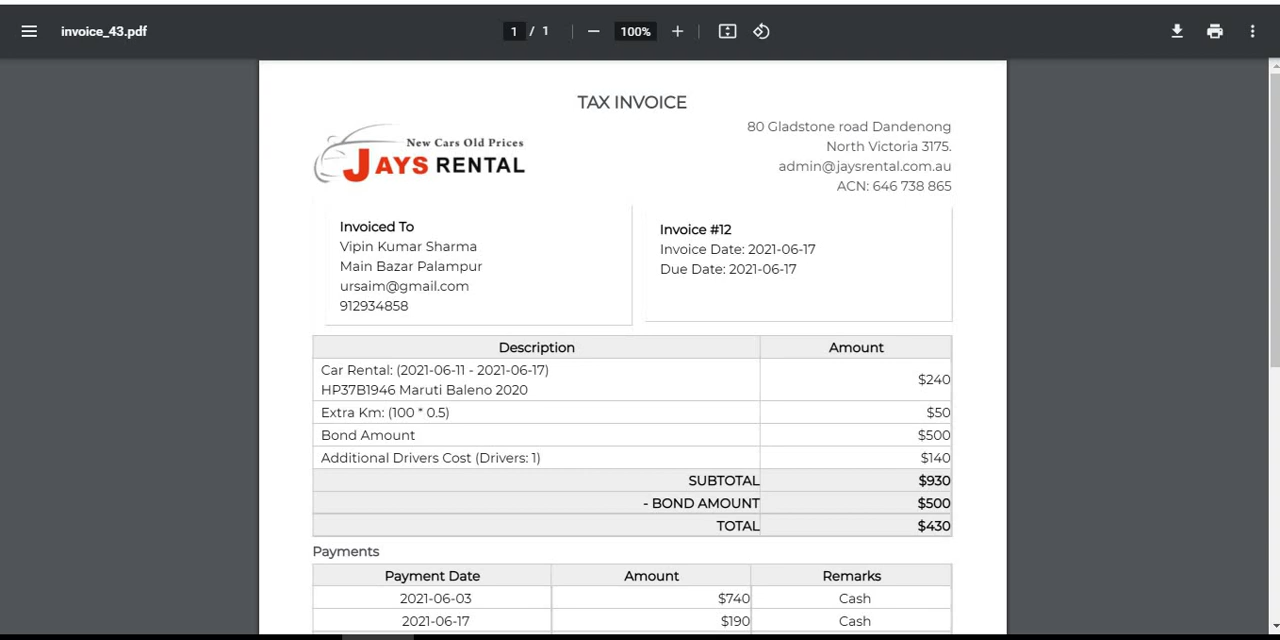 invoice_43.pdf
1 / 1
100%
TAX INVOICE
New Cars Old Prices
JAYS RENTAL
80 Gladstone road Dandenong
North Victoria 3175.
admin@jaysrental.com.au
ACN: 646 738 865
Invoiced To
Vipin Kumar Sharma
Main Bazar Palampur
ursaim@gmail.com
912934858
Invoice #12
Invoice Date: 2021-06-17
Due Date: 2021-06-17
Description Amount
Car Rental: (2021-06-11 - 2021-06-17)
HP37B1946 Maruti Baleno 2020 $240
Extra Km: (100 * 0.5) $50
Bond Amount $500
Additional Drivers Cost (Drivers: 1) $140
SUBTOTAL $930
- BOND AMOUNT $500
TOTAL $430
Payments
Payment Date Amount Remarks
2021-06-03 $740 Cash
2021-06-17 $190 Cash